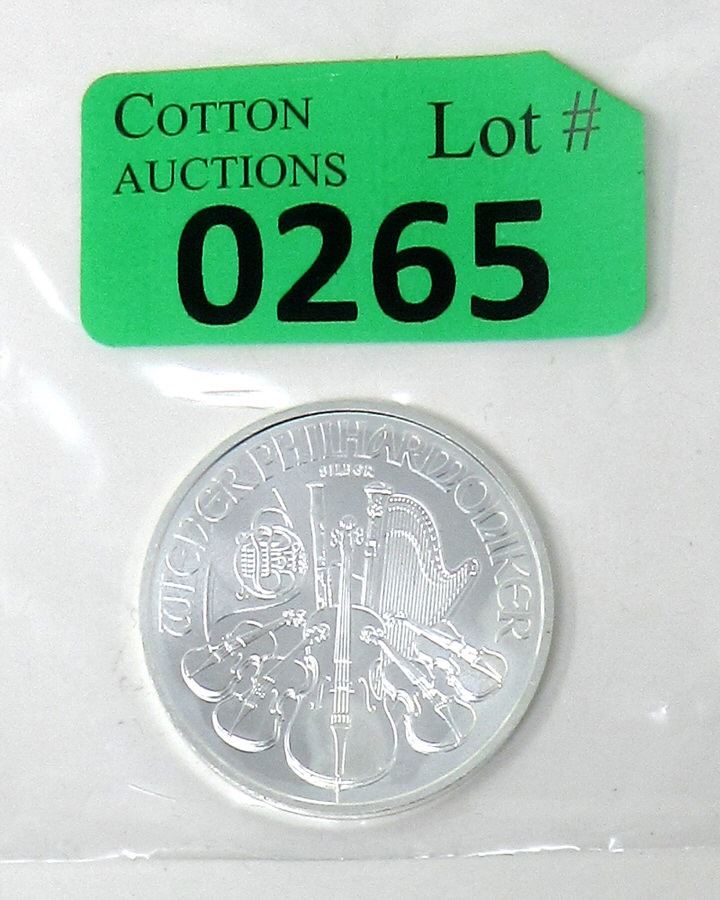 COTTON
AUCTIONS
Lot #
0265
WIENER PHILHARMONIKER
SILBER